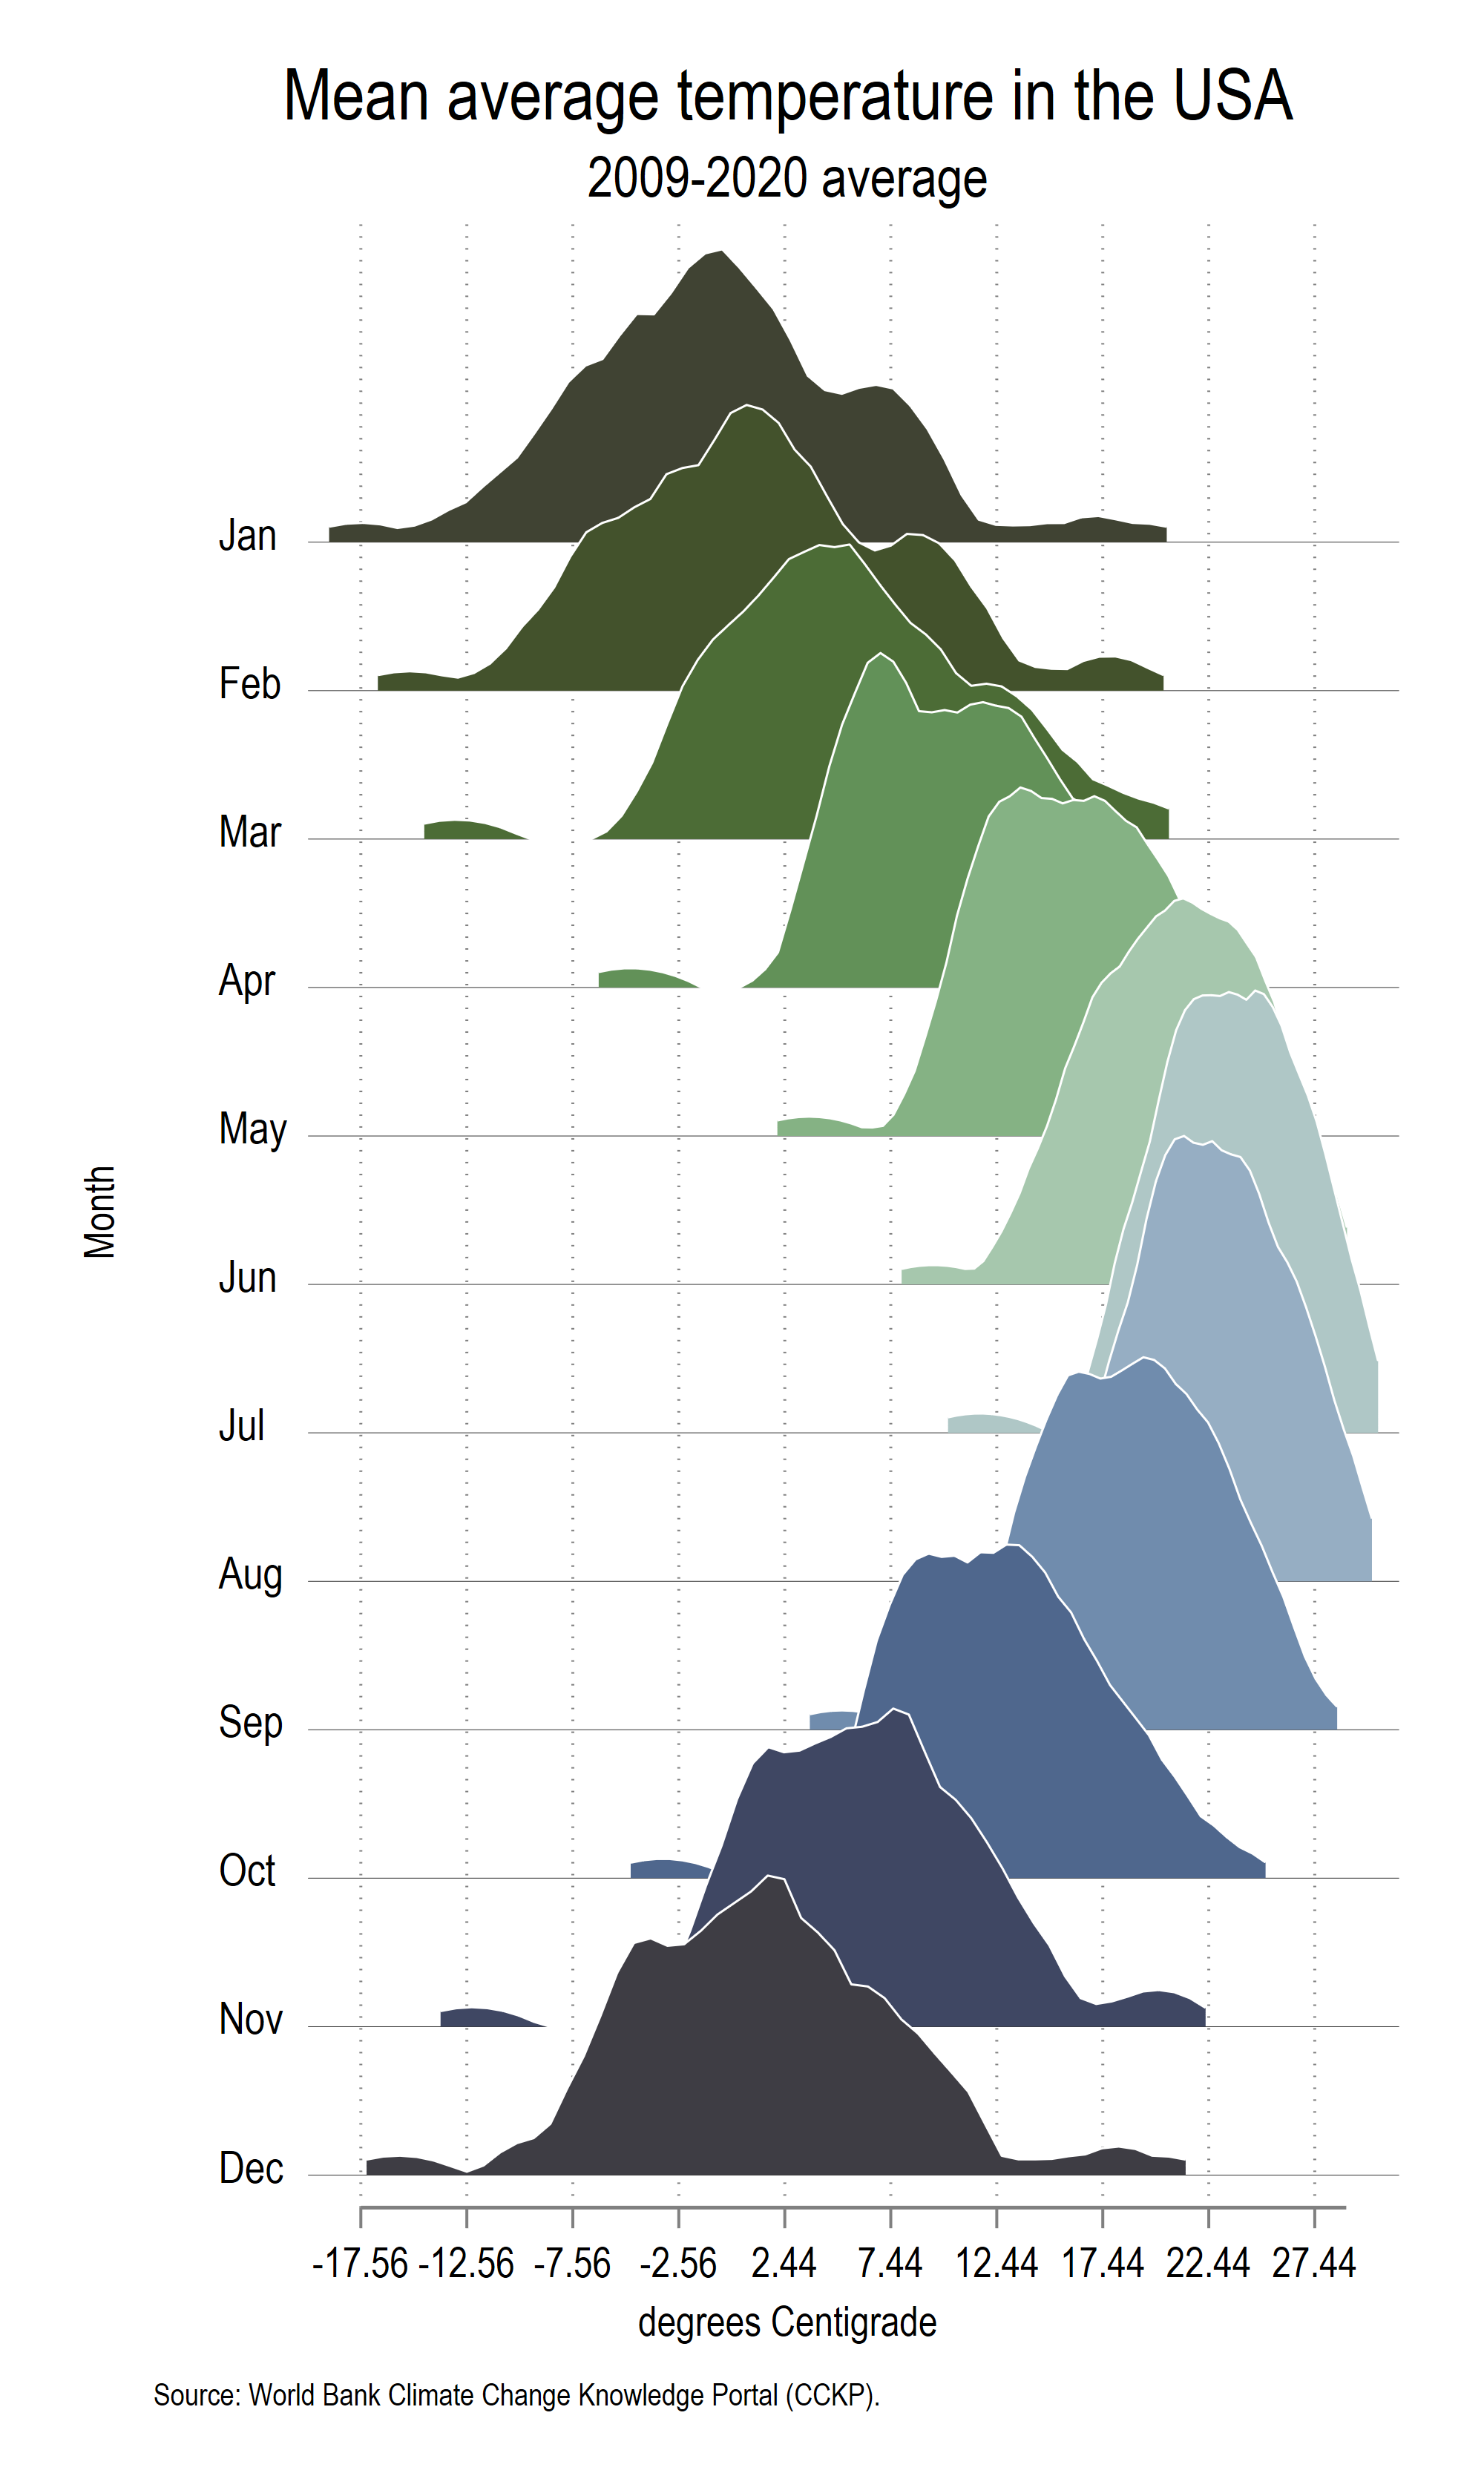 Mean average temperature in the USA
2009-2020 average
Jan
Feb
Mar
Apr
May
Month
Jun
Jul
Aug
Sep
Oct
Nov
Dec
-17.56 -12.56 -7.56 -2.56 2.44 7.44 12.44 17.44 22.44 27.44
degrees Centigrade
Source: World Bank Climate Change Knowledge Portal (CCKP).